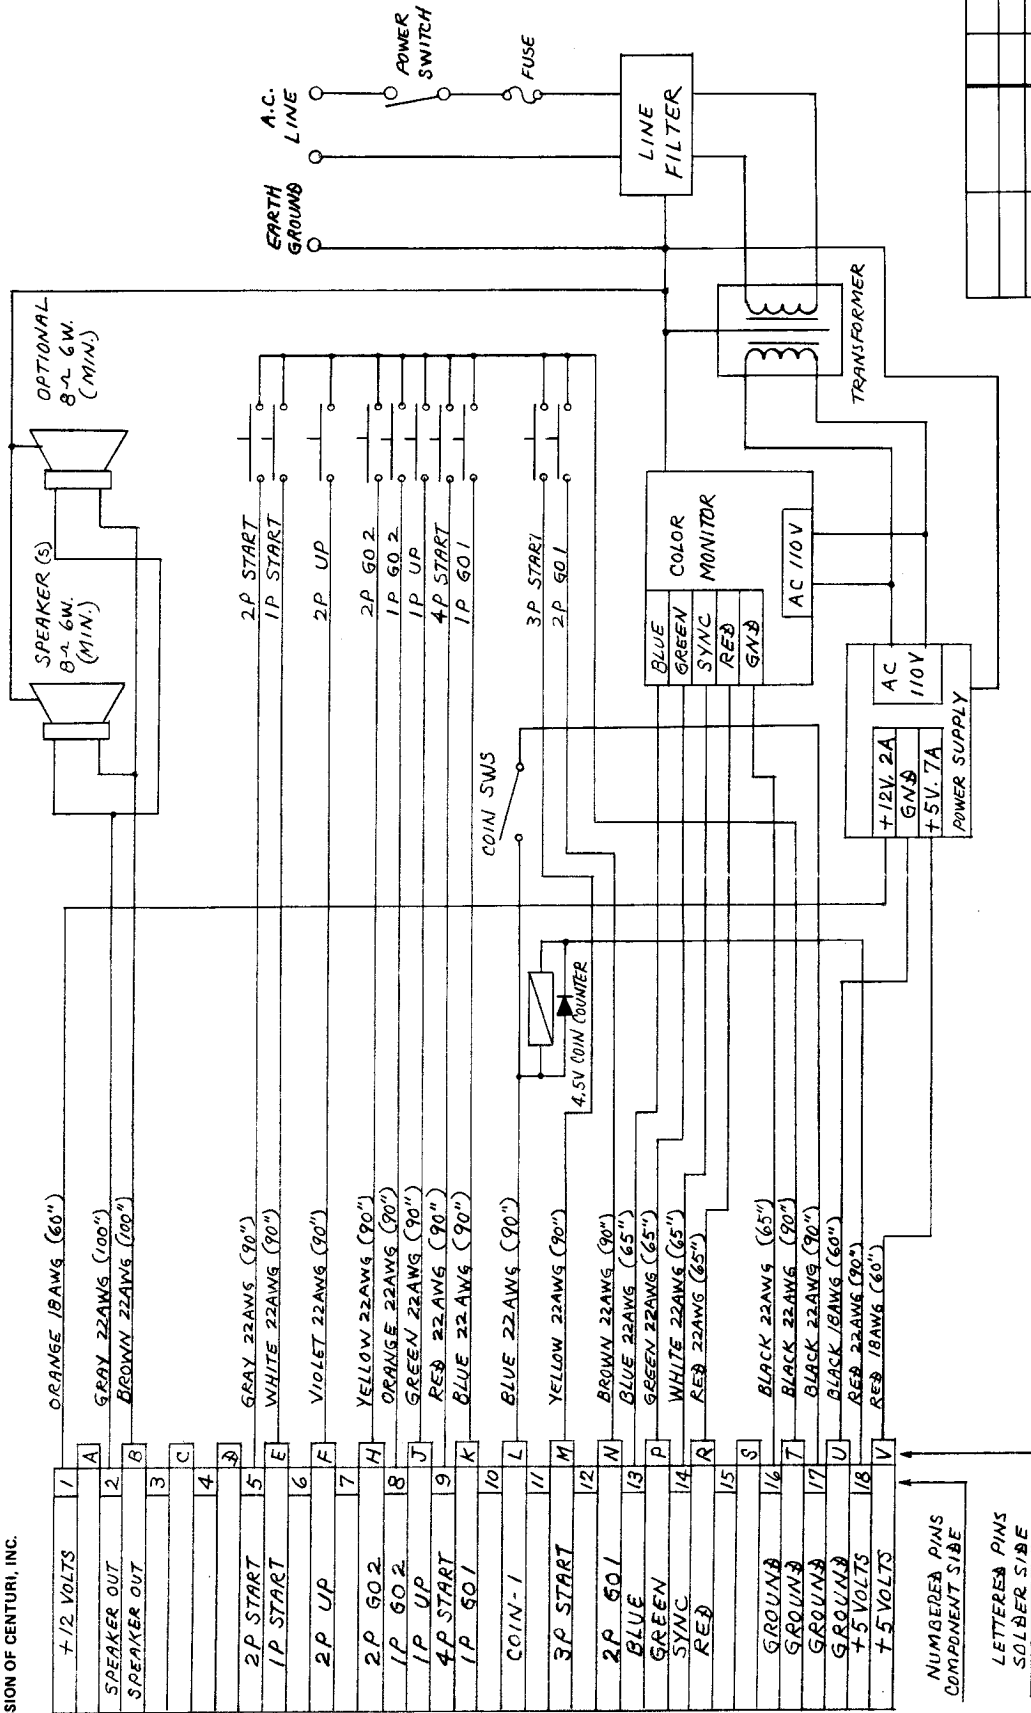 SION OF CENTURI, INC.
A.C. LINE
EARTH GROUND
POWER SWITCH
FUSE
LINE FILTER
TRANSFORMER
OPTIONAL
8-Ω 6W.
(MIN.)
SPEAKER (S)
8-Ω 6W.
(MIN.)
2P START
1P START
2P UP
2P GO 2
1P GO 2
1P UP
4P START
1P GO1
3P START
2P GO1
COLOR MONITOR
BLUE
GREEN
SYNC
RED
GND
AC 110V
COIN SWS
4.5V COIN COUNTER
AC 110V
+12V. 2A
GND
+5V. 7A
POWER SUPPLY
ORANGE 18AWG (60")
GRAY 22AWG (100")
BROWN 22AWG (100")
GRAY 22AWG (90")
WHITE 22AWG (90")
VIOLET 22AWG (90")
YELLOW 22AWG (90")
ORANGE 22AWG (90")
GREEN 22AWG (90")
RED 22AWG (90")
BLUE 22AWG (90")
BLUE 22AWG (90")
YELLOW 22AWG (90")
BROWN 22AWG (90")
BLUE 22AWG (65")
GREEN 22AWG (65")
WHITE 22AWG (65")
RED 22AWG (65")
BLACK 22AWG (65")
BLACK 22AWG (90")
BLACK 22AWG (90")
BLACK 18AWG (60")
RED 22AWG (90")
RED 18AWG (60")
+12 VOLTS 1
A
SPEAKER OUT 2
SPEAKER OUT B
3
C
4
D
2P START 5
1P START E
6
2P UP F
7
2P GO2 H
1P GO2 8
1P UP J
4P START 9
1P GO1 K
10
COIN-1 L
11
3P START M
12
2P GO1 N
BLUE 13
GREEN P
SYNC 14
RED R
15
S
GROUND 16
GROUND T
GROUND 17
GROUND U
+5 VOLTS 18
+5 VOLTS V
NUMBERED PINS
COMPONENT SIDE
LETTERED PINS
SOLDER SIDE